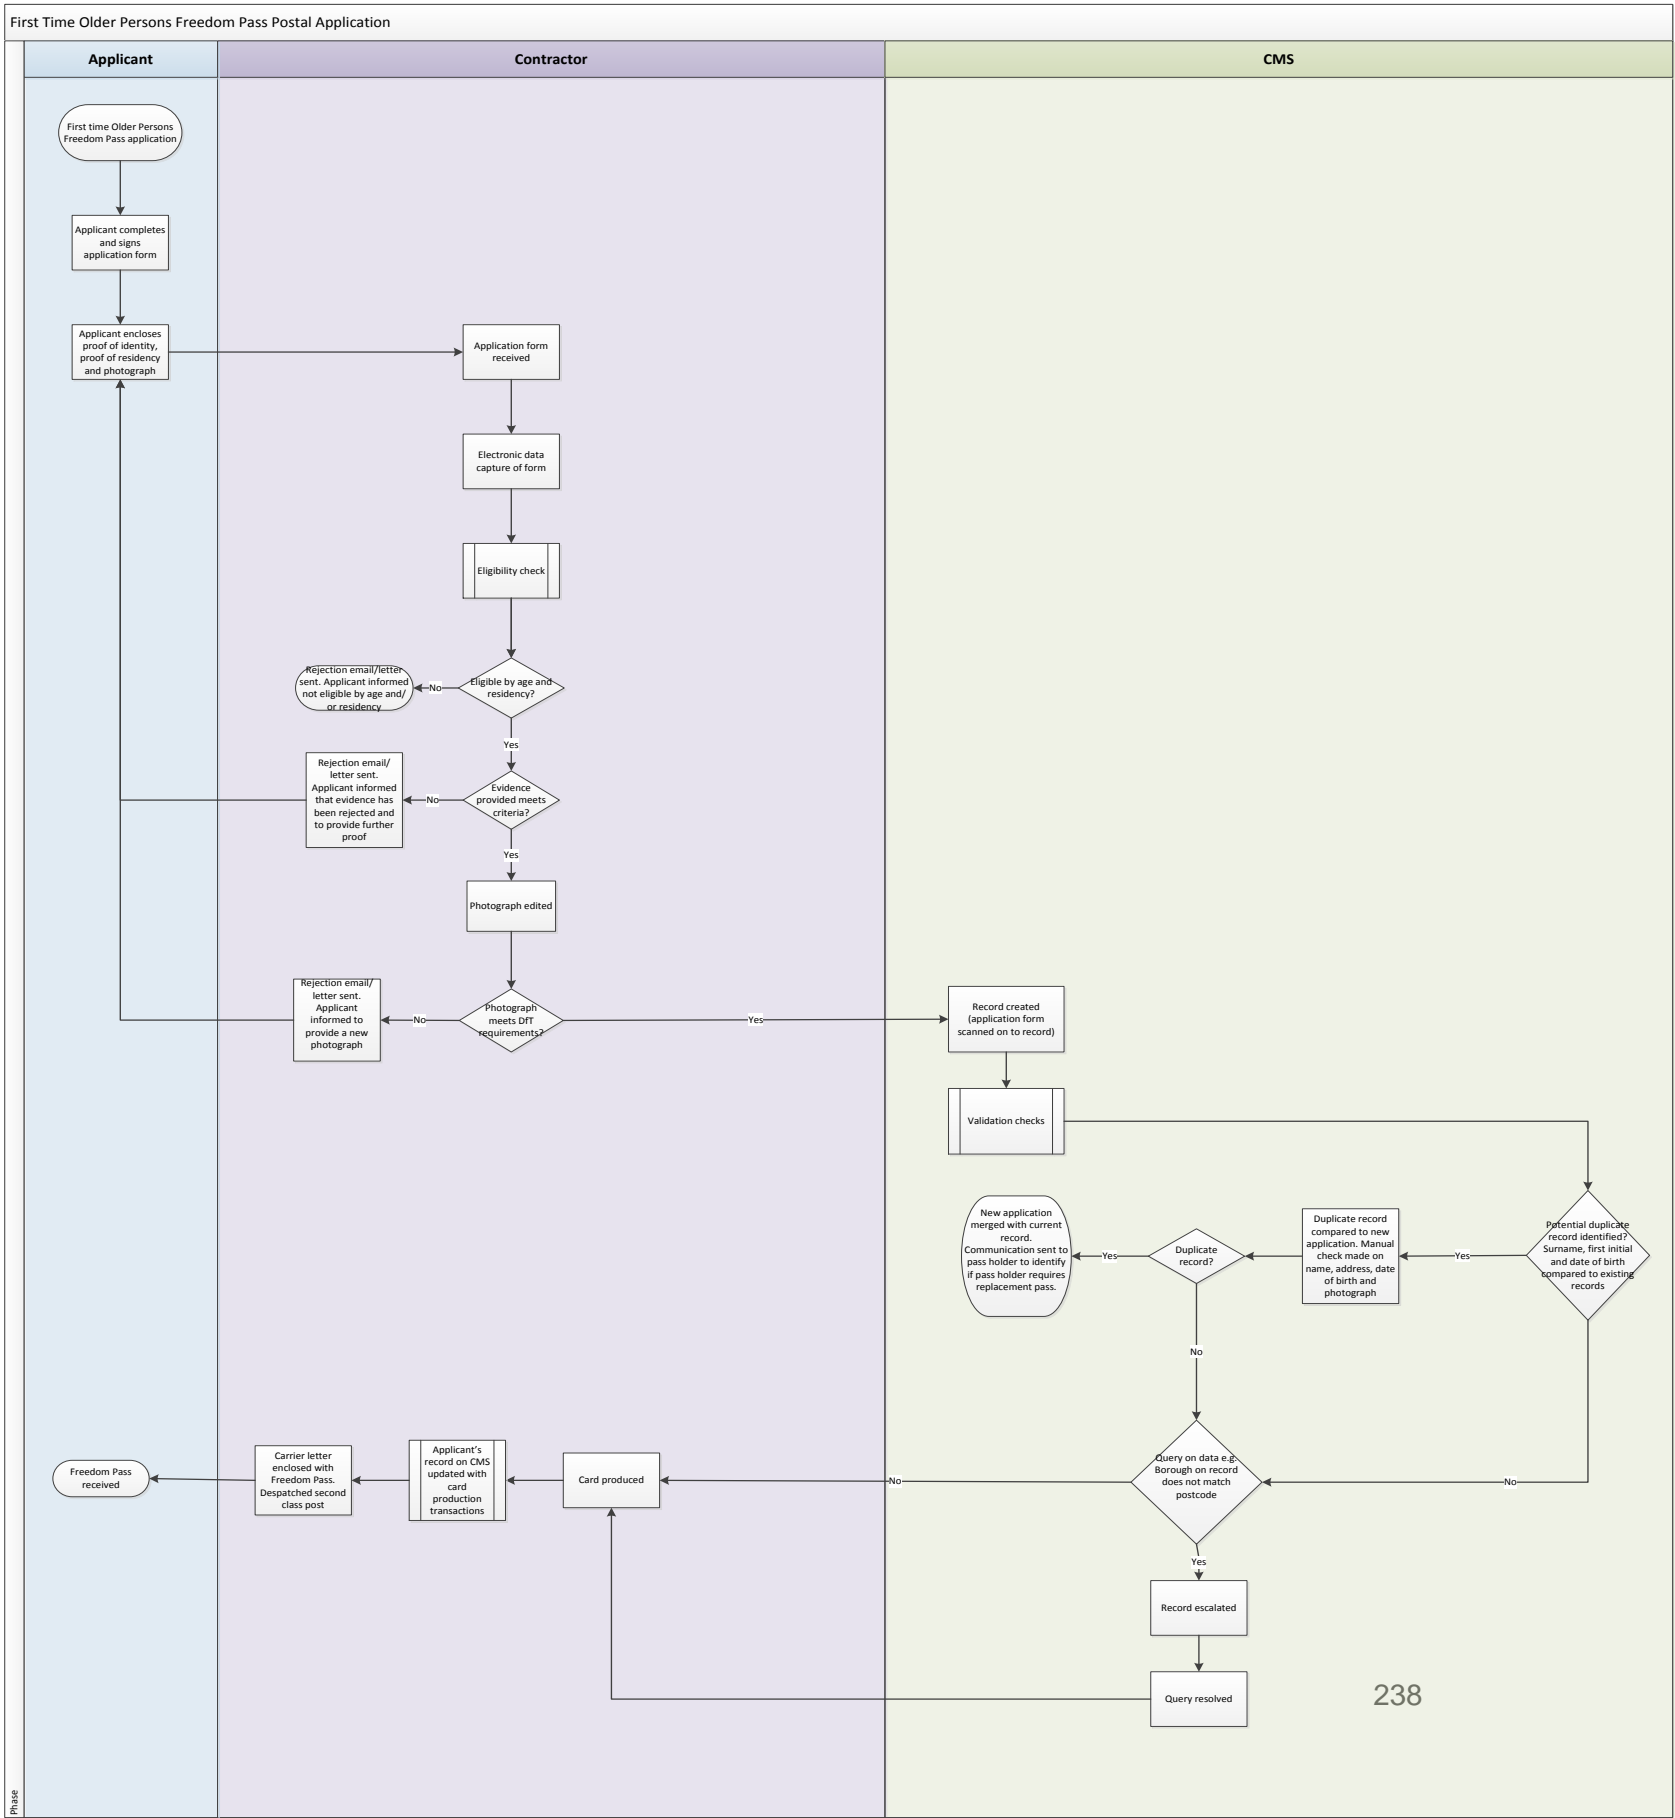 First Time Older Persons Freedom Pass Postal Application
Applicant
Contractor
CMS
First time Older Persons
Freedom Pass application
Applicant completes
and signs
application form
Applicant encloses
proof of identity,
proof of residency
and photograph
Application form
received
Electronic data
capture of form
Eligibility check
Eligible by age and
residency?
No
Rejection email/letter
sent. Applicant informed
not eligible by age and/
or residency
Yes
Evidence
provided meets
criteria?
No
Rejection email/
letter sent.
Applicant informed
that evidence has
been rejected and
to provide further
proof
Yes
Photograph edited
Photograph
meets DfT
requirements?
No
Rejection email/
letter sent.
Applicant
informed to
provide a new
photograph
Yes
Record created
(application form
scanned on to record)
Validation checks
Potential duplicate
record identified?
Surname, first initial
and date of birth
compared to existing
records
Yes
Duplicate record
compared to new
application. Manual
check made on
name, address, date
of birth and
photograph
Duplicate
record?
Yes
New application
merged with current
record.
Communication sent to
pass holder to identify
if pass holder requires
replacement pass.
No
No
Query on data e.g.
Borough on record
does not match
postcode
No
Card produced
Applicant's
record on CMS
updated with
card
production
transactions
Carrier letter
enclosed with
Freedom Pass.
Despatched second
class post
Freedom Pass
received
Yes
Record escalated
Query resolved
238
Phase